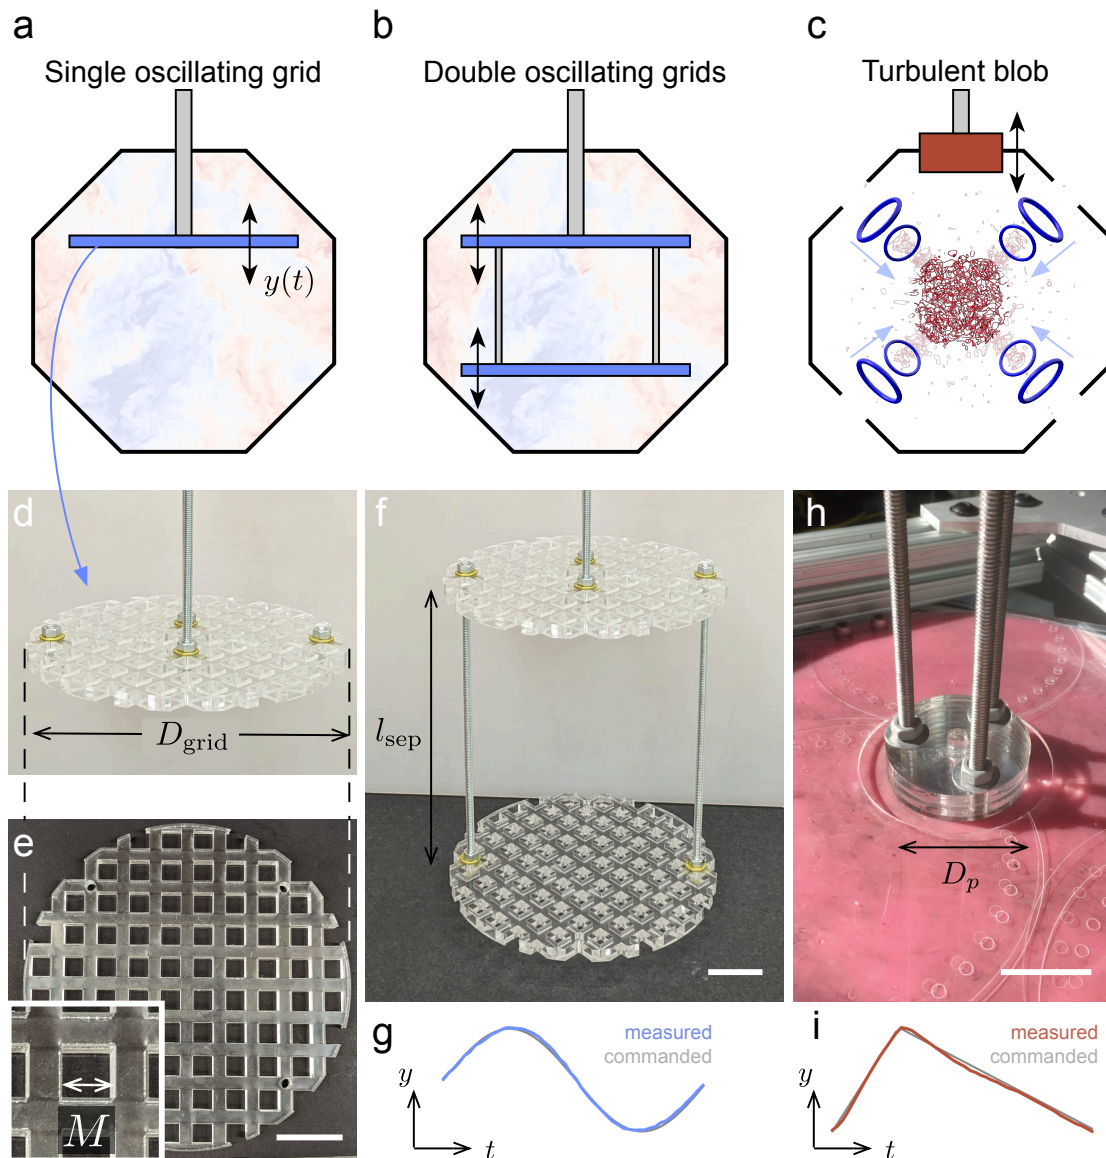 a
Single oscillating grid
y(t)
b
Double oscillating grids
c
Turbulent blob
d
D_grid
e
M
f
l_sep
g
measured
commanded
y
t
h
D_p
i
measured
commanded
y
t